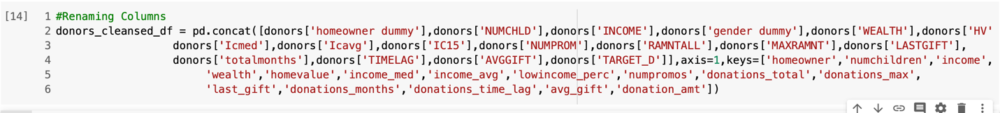 [14] 1 #Renaming Columns
2 donors_cleansed_df = pd.concat([donors['homeowner dummy'],donors['NUMCHLD'],donors['INCOME'],donors['gender dummy'],donors['WEALTH'],donors['HV'
3 donors['Icmed'],donors['Icavg'],donors['IC15'],donors['NUMPROM'],donors['RAMNTALL'],donors['MAXRAMNT'],donors['LASTGIFT'],
4 donors['totalmonths'],donors['TIMELAG'],donors['AVGGIFT'],donors['TARGET_D']],axis=1,keys=['homeowner','numchildren','income',
5 'wealth','homevalue','income_med','income_avg','lowincome_perc','numpromos','donations_total','donations_max',
6 'last_gift','donations_months','donations_time_lag','avg_gift','donation_amt'])